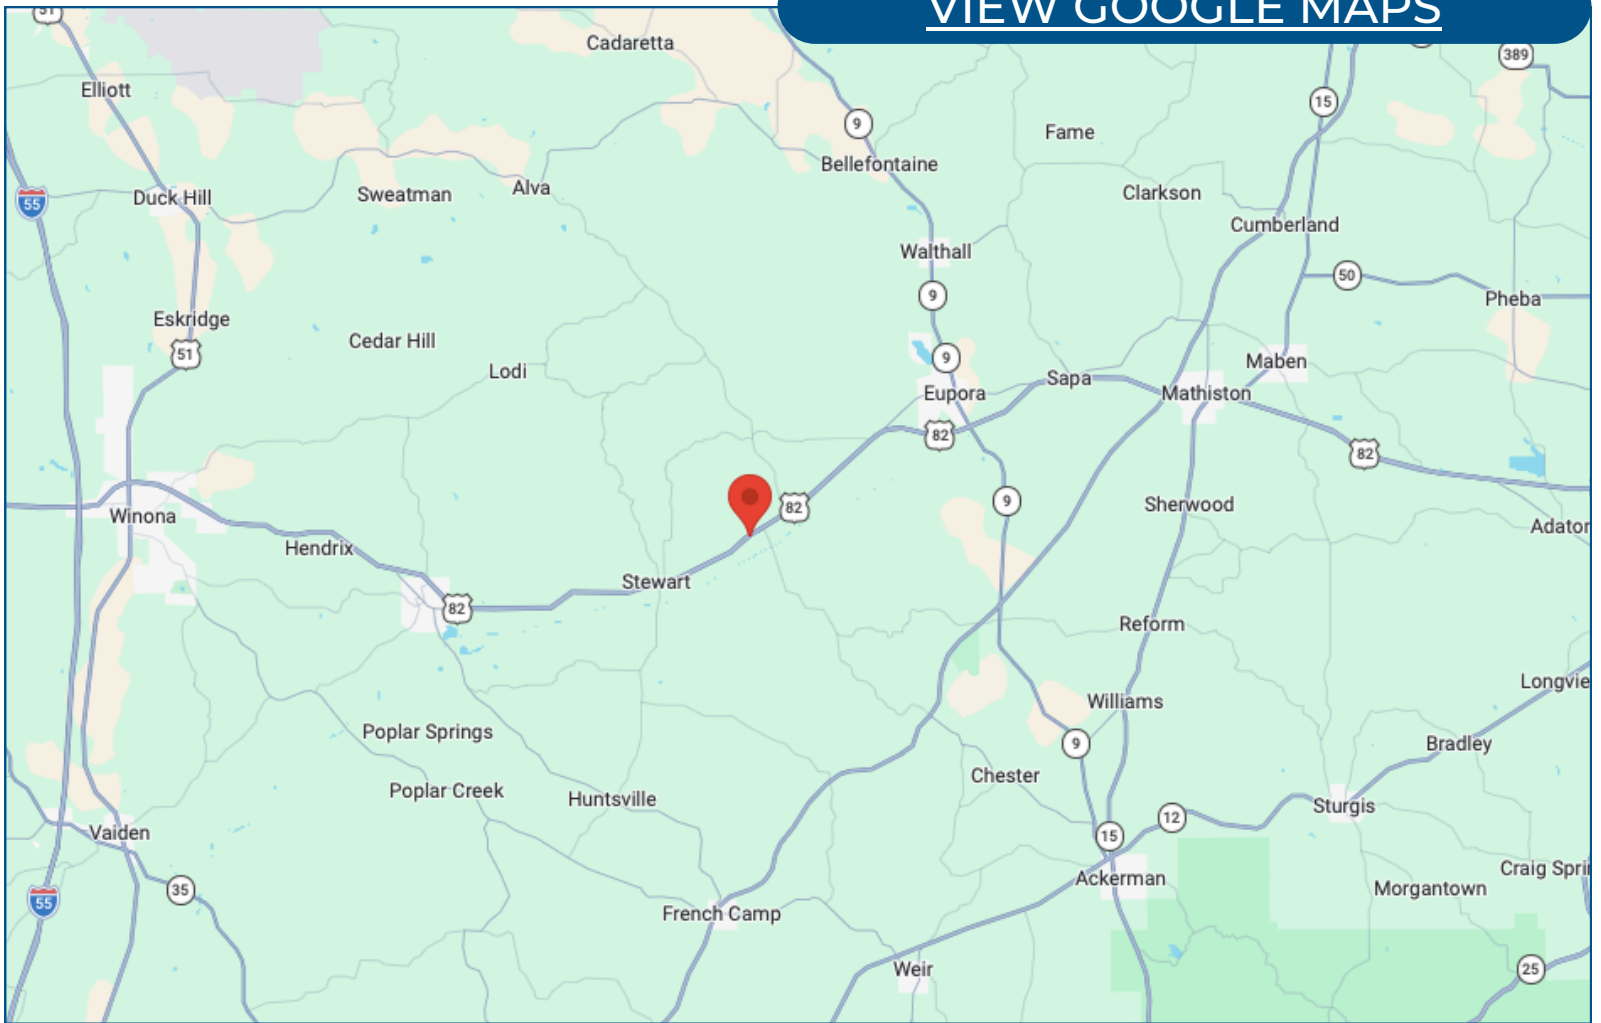 VIEW GOOGLE MAPS
51
Cadaretta
389
Elliott
15
9
Fame
Bellefontaine
Duck Hill
Sweatman
Alva
Clarkson
55
Cumberland
Walthall
50
9
Pheba
Eskridge
Cedar Hill
51
9
Maben
Lodi
Sapa
Eupora
Mathiston
82
82
9
Sherwood
82
Winona
Adator
Hendrix
Stewart
82
Reform
Longvie
Williams
Poplar Springs
9
Bradley
Chester
Poplar Creek
Huntsville
Sturgis
12
Vaiden
15
Craig Sprin
Ackerman
Morgantown
35
55
French Camp
Weir
25